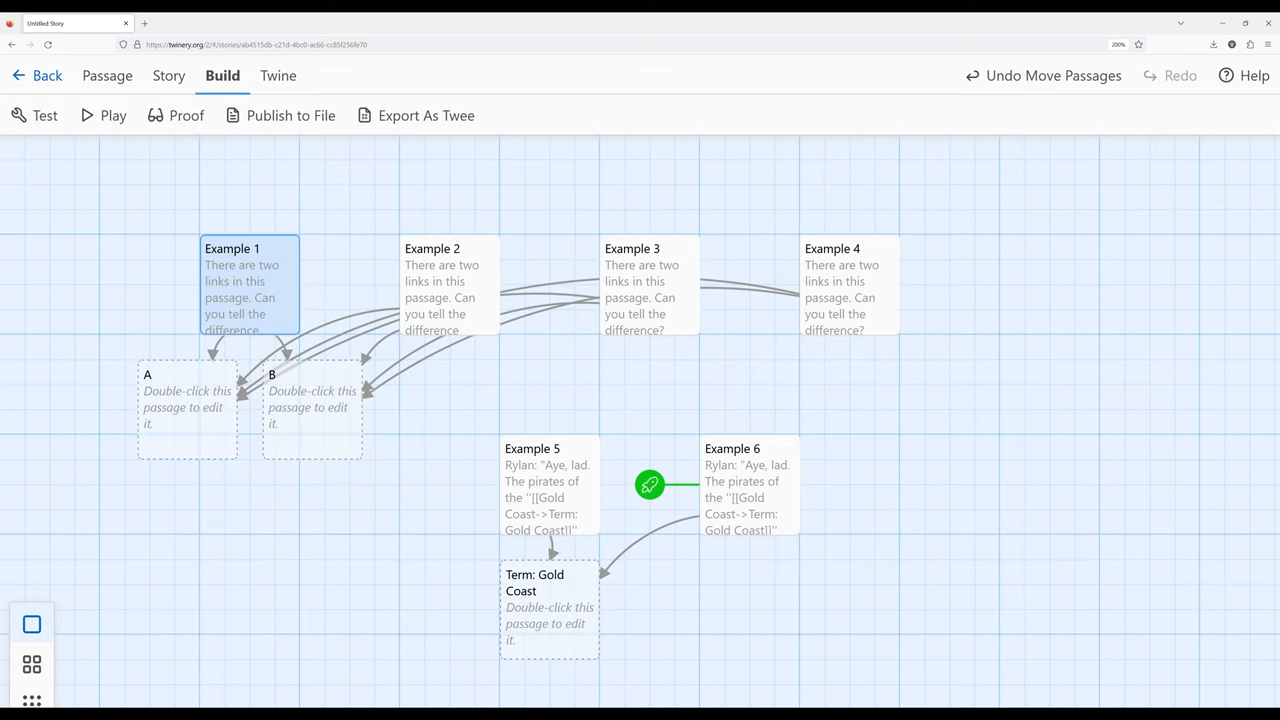 Untitled Story
https://twinery.org/2/#/stories/ab4515db-c21d-4bc0-ac66-cc85f256fe70
200%
Back
Passage
Story
Build
Twine
Undo Move Passages
Redo
Help
Test
Play
Proof
Publish to File
Export As Twee
Example 1
There are two
links in this
passage. Can
you tell the
difference
Example 2
There are two
links in this
passage. Can
you tell the
difference
Example 3
There are two
links in this
passage. Can
you tell the
difference?
Example 4
There are two
links in this
passage. Can
you tell the
difference?
A
Double-click this
passage to edit
it.
B
Double-click this
passage to edit
it.
Example 5
Rylan: "Aye, lad.
The pirates of
the ''[[Gold
Coast->Term:
Gold Coast]]''
Example 6
Rylan: "Aye, lad.
The pirates of
the ''[[Gold
Coast->Term:
Gold Coast]]''
Term: Gold
Coast
Double-click this
passage to edit
it.